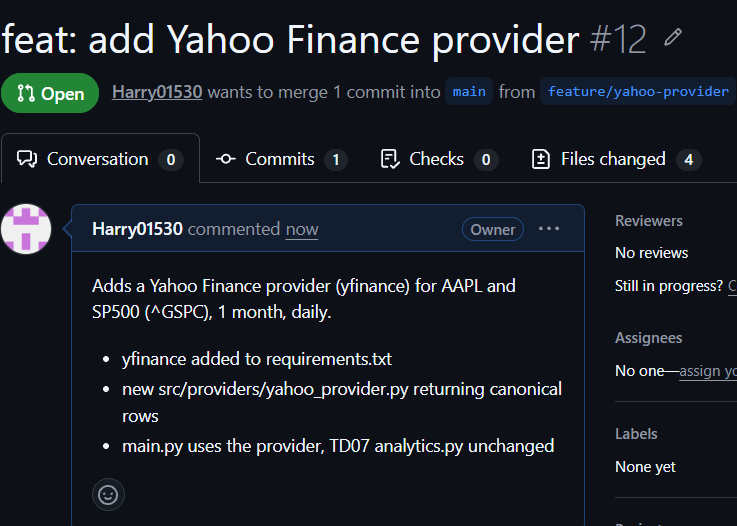 feat: add Yahoo Finance provider #12
Open
Harry01530 wants to merge 1 commit into main from feature/yahoo-provider
Conversation 0
Commits 1
Checks 0
Files changed 4
Harry01530 commented now
Owner
Adds a Yahoo Finance provider (yfinance) for AAPL and
SP500 (^GSPC), 1 month, daily.
• yfinance added to requirements.txt
• new src/providers/yahoo_provider.py returning canonical
rows
• main.py uses the provider, TD07 analytics.py unchanged
Reviewers
No reviews
Still in progress?
Assignees
No one—assign
Labels
None yet